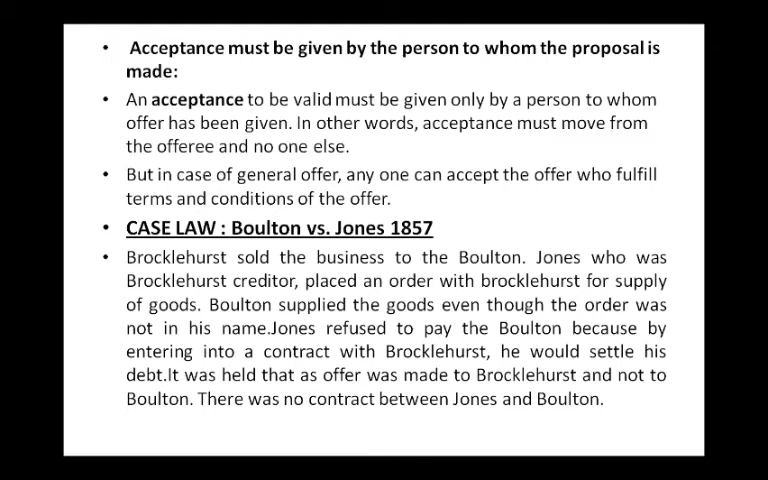 • Acceptance must be given by the person to whom the proposal is
made:
• An acceptance to be valid must be given only by a person to whom
offer has been given. In other words, acceptance must move from
the offeree and no one else.
• But in case of general offer, any one can accept the offer who fulfill
terms and conditions of the offer.
• CASE LAW : Boulton vs. Jones 1857
• Brocklehurst sold the business to the Boulton. Jones who was
Brocklehurst creditor, placed an order with brocklehurst for supply
of goods. Boulton supplied the goods even though the order was
not in his name.Jones refused to pay the Boulton because by
entering into a contract with Brocklehurst, he would settle his
debt.It was held that as offer was made to Brocklehurst and not to
Boulton. There was no contract between Jones and Boulton.